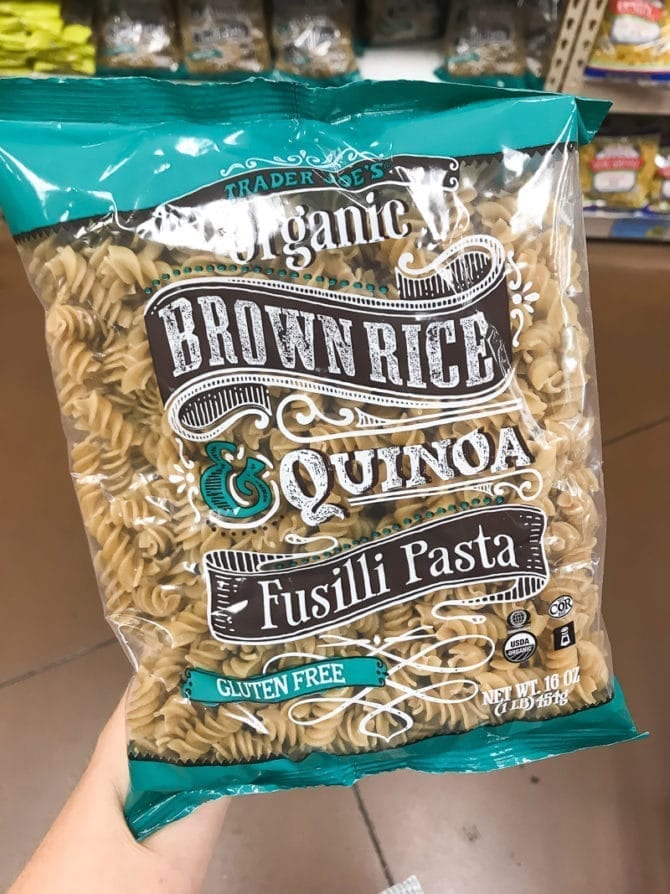 TRADER JOE'S
Organic
BROWN RICE
& QUINOA
Fusilli Pasta
COR
USDA
ORGANIC
GLUTEN FREE
NET WT. 16 OZ
(1 LB) 454g